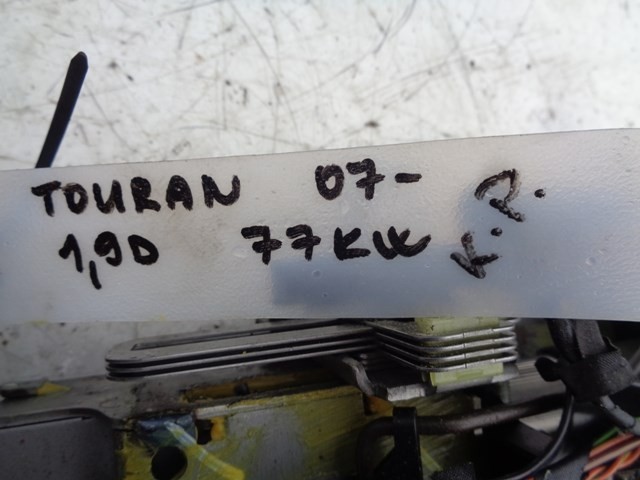 TOURAN 07-
1,9D 77KW
K.P.